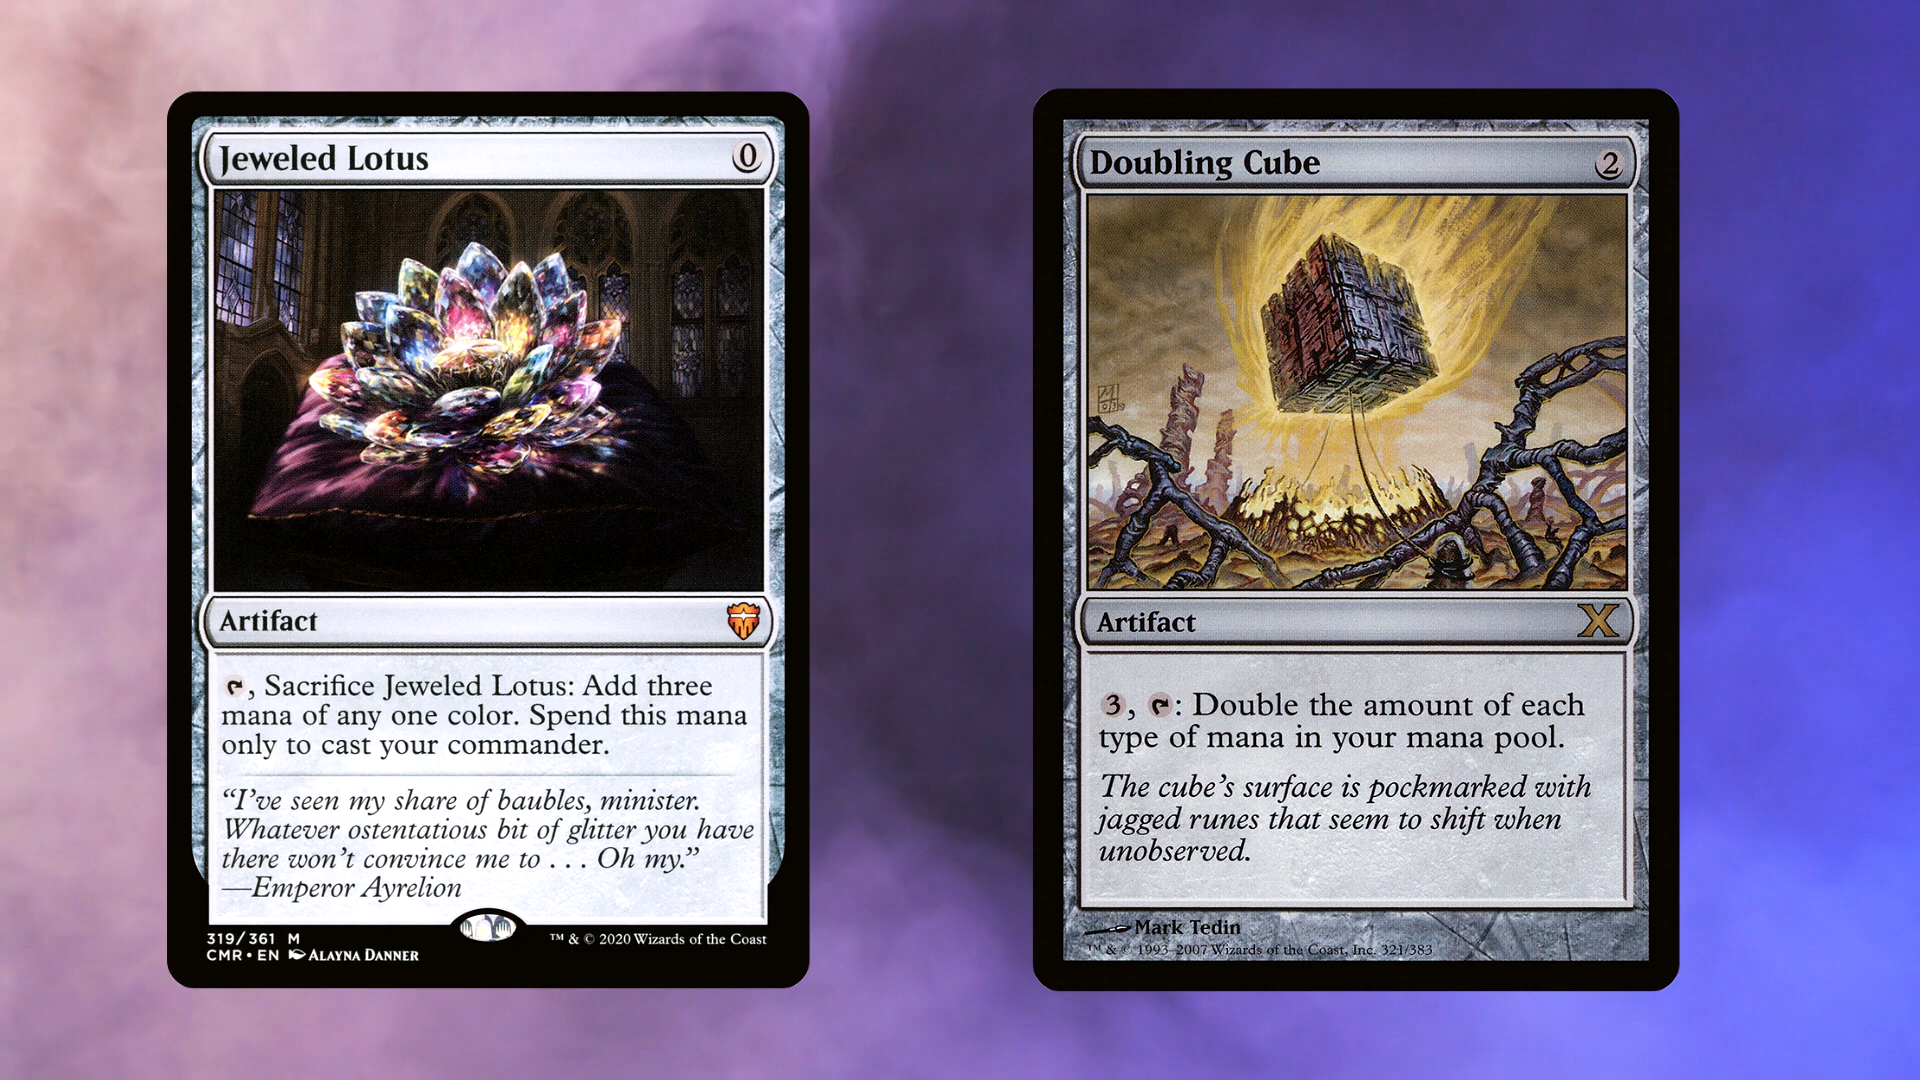 Jeweled Lotus 0
Artifact
, Sacrifice Jeweled Lotus: Add three
mana of any one color. Spend this mana
only to cast your commander.
“I’ve seen my share of baubles, minister.
Whatever ostentatious bit of glitter you have
there won’t convince me to . . . Oh my.”
—Emperor Ayrelion
319/361 M
CMR • EN ALAYNA DANNER
™ & © 2020 Wizards of the Coast
Doubling Cube 2
Artifact
3, : Double the amount of each
type of mana in your mana pool.
The cube’s surface is pockmarked with
jagged runes that seem to shift when
unobserved.
Mark Tedin
™ & © 1993–2007 Wizards of the Coast, Inc. 321/383